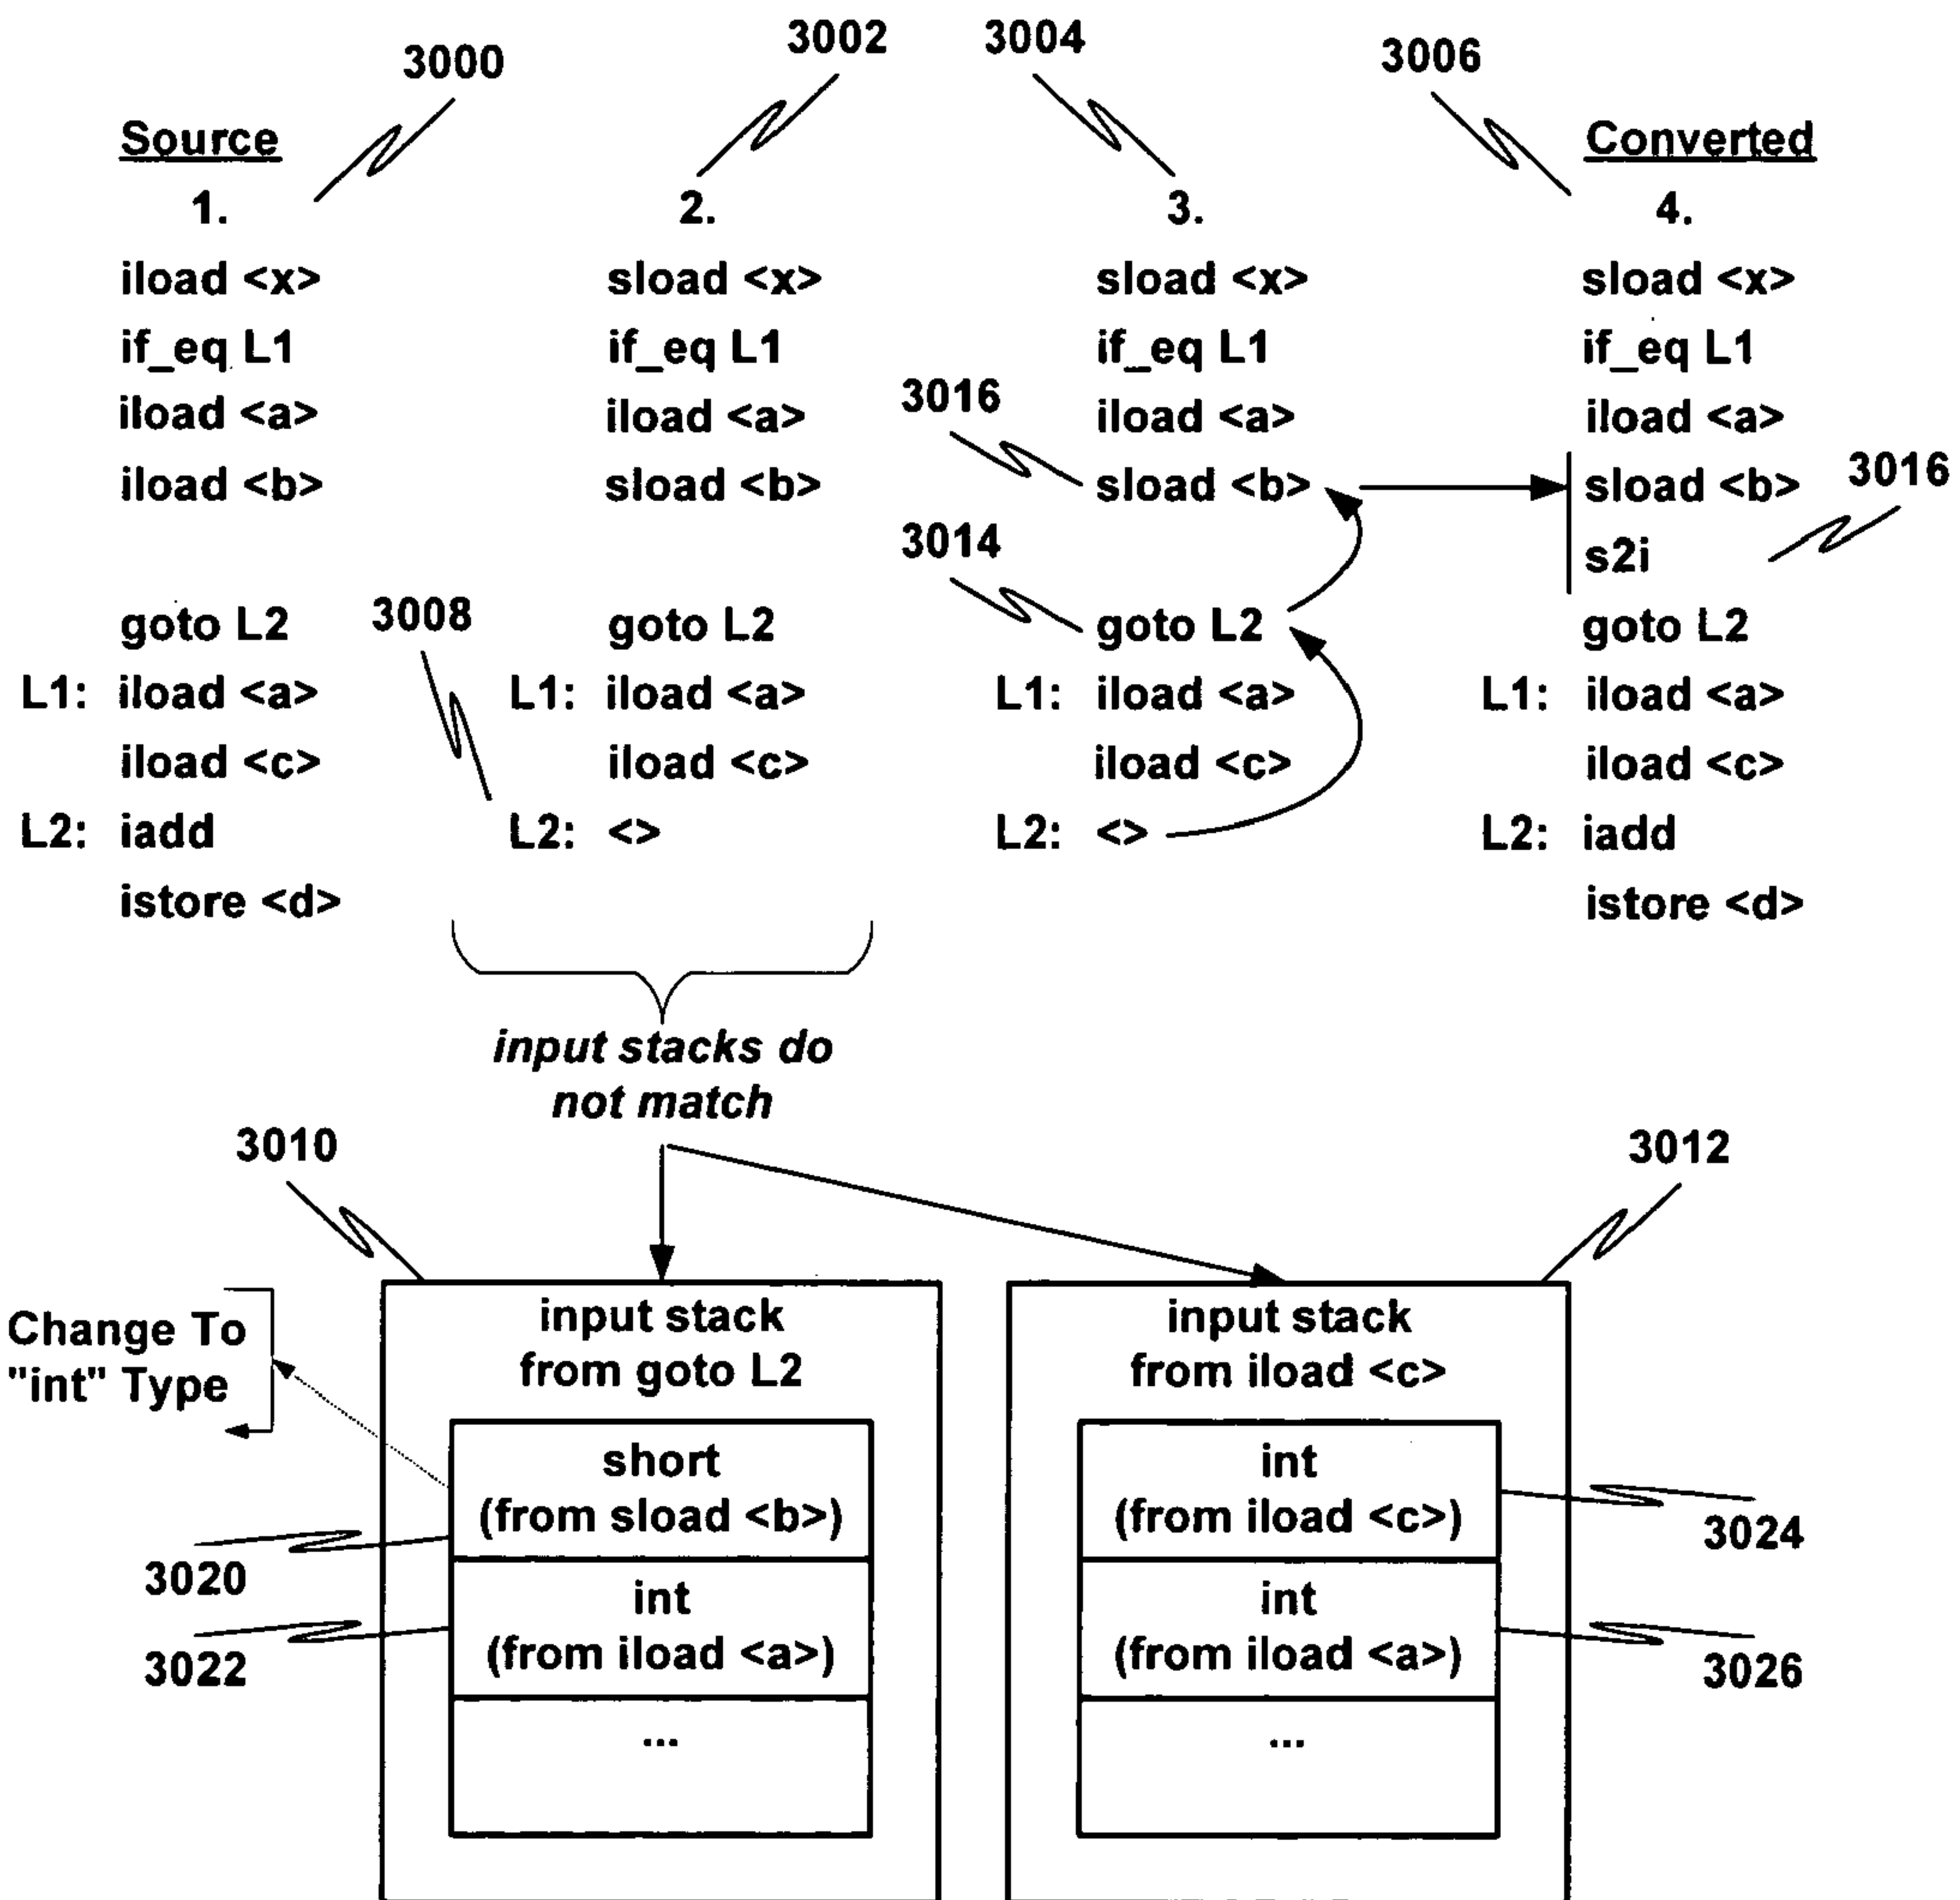 3000
3002
3004
3006
Source
Converted
1.
2.
3.
4.
iload <x>
sload <x>
sload <x>
sload <x>
if_eq L1
if_eq L1
if_eq L1
if_eq L1
3016
iload <a>
iload <a>
iload <a>
iload <a>
iload <b>
sload <b>
sload <b>
sload <b>
3016
3014
s2i
goto L2
3008
goto L2
goto L2
goto L2
L1: iload <a>
L1: iload <a>
L1: iload <a>
L1: iload <a>
iload <c>
iload <c>
iload <c>
iload <c>
L2: iadd
L2: <>
L2: <>
L2: iadd
istore <d>
istore <d>
input stacks do
not match
3010
3012
Change To
"int" Type
input stack
from goto L2
input stack
from iload <c>
short
(from sload <b>)
int
(from iload <c>)
3020
3024
int
(from iload <a>)
int
(from iload <a>)
3022
3026
...
...